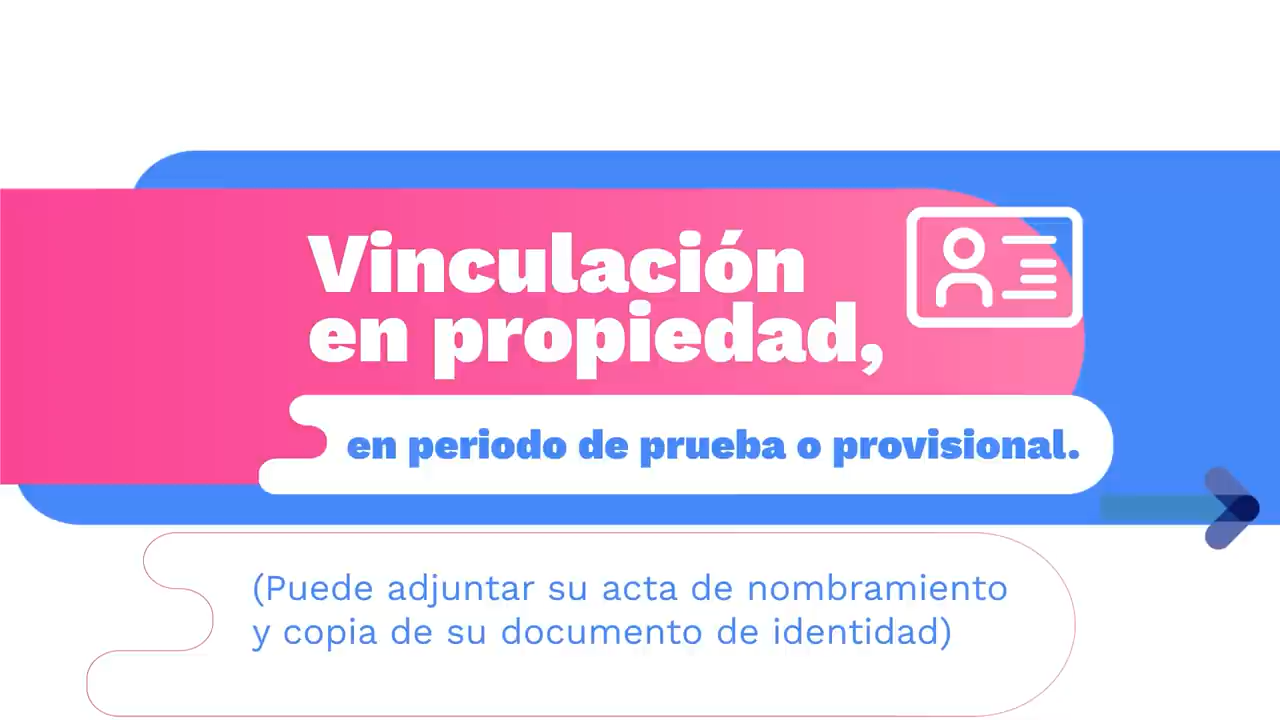 Vinculación
en propiedad,
en periodo de prueba o provisional.
(Puede adjuntar su acta de nombramiento
y copia de su documento de identidad)